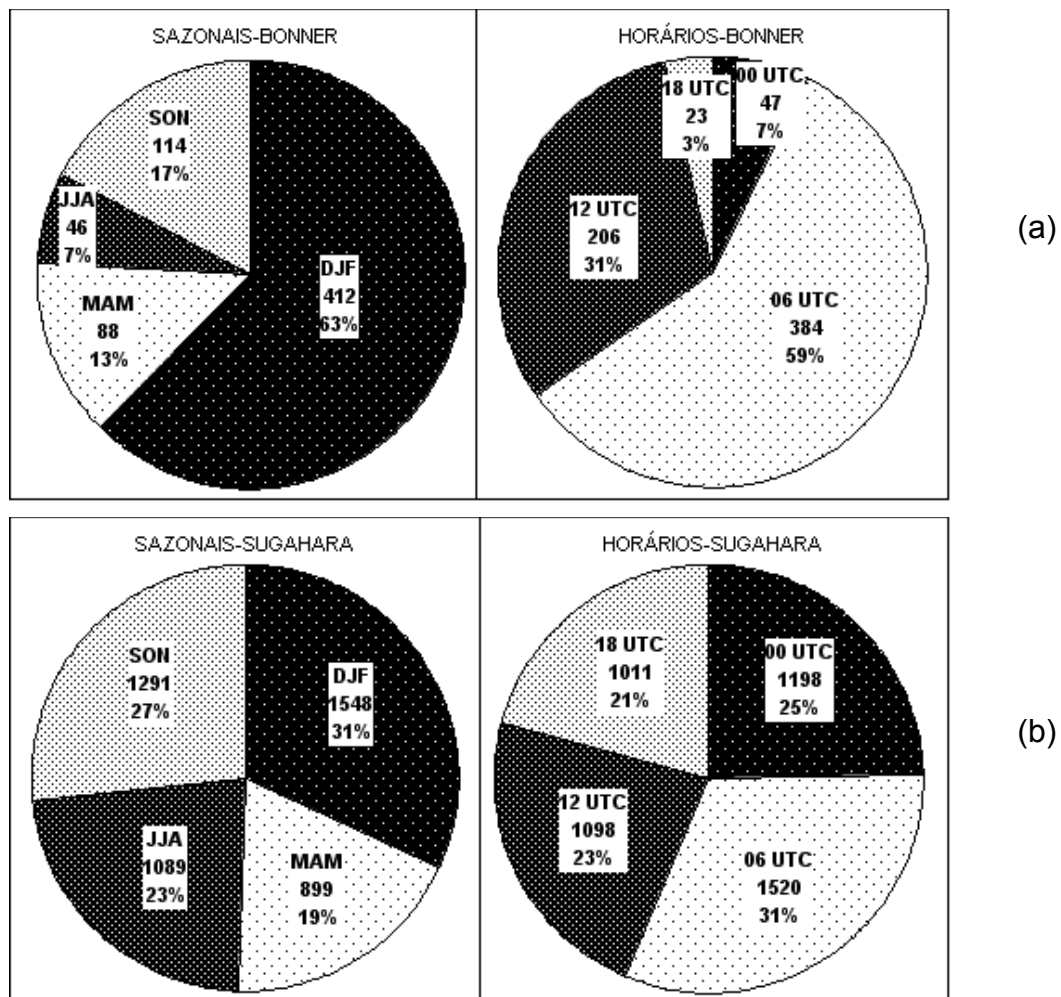 SAZONAIS-BONNER
SON
114
17%
JJA
46
7%
MAM
88
13%
DJF
412
63%
HORÁRIOS-BONNER
18 UTC
23
3%
00 UTC
47
7%
12 UTC
206
31%
06 UTC
384
59%
(a)
SAZONAIS-SUGAHARA
SON
1291
27%
DJF
1548
31%
JJA
1089
23%
MAM
899
19%
HORÁRIOS-SUGAHARA
18 UTC
1011
21%
00 UTC
1198
25%
12 UTC
1098
23%
06 UTC
1520
31%
(b)